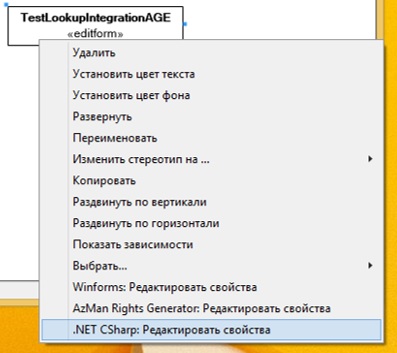 TestLookupIntegrationAGE
«editform»
Удалить
Установить цвет текста
Установить цвет фона
Развернуть
Переименовать
Изменить стереотип на ...
Копировать
Раздвинуть по вертикали
Раздвинуть по горизонтали
Показать зависимости
Выбрать...
Winforms: Редактировать свойства
AzMan Rights Generator: Редактировать свойства
.NET CSharp: Редактировать свойства